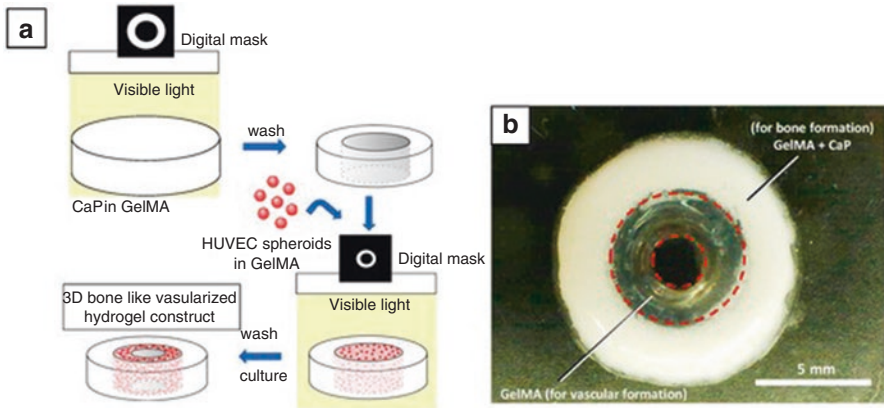 a
Digital mask
Visible light
CaPin GelMA
wash
HUVEC spheroids
in GelMA
Digital mask
Visible light
3D bone like vasularized
hydrogel construct
wash
culture
b
(for bone formation)
GelMA + CaP
GelMA (for vascular formation)
5 mm